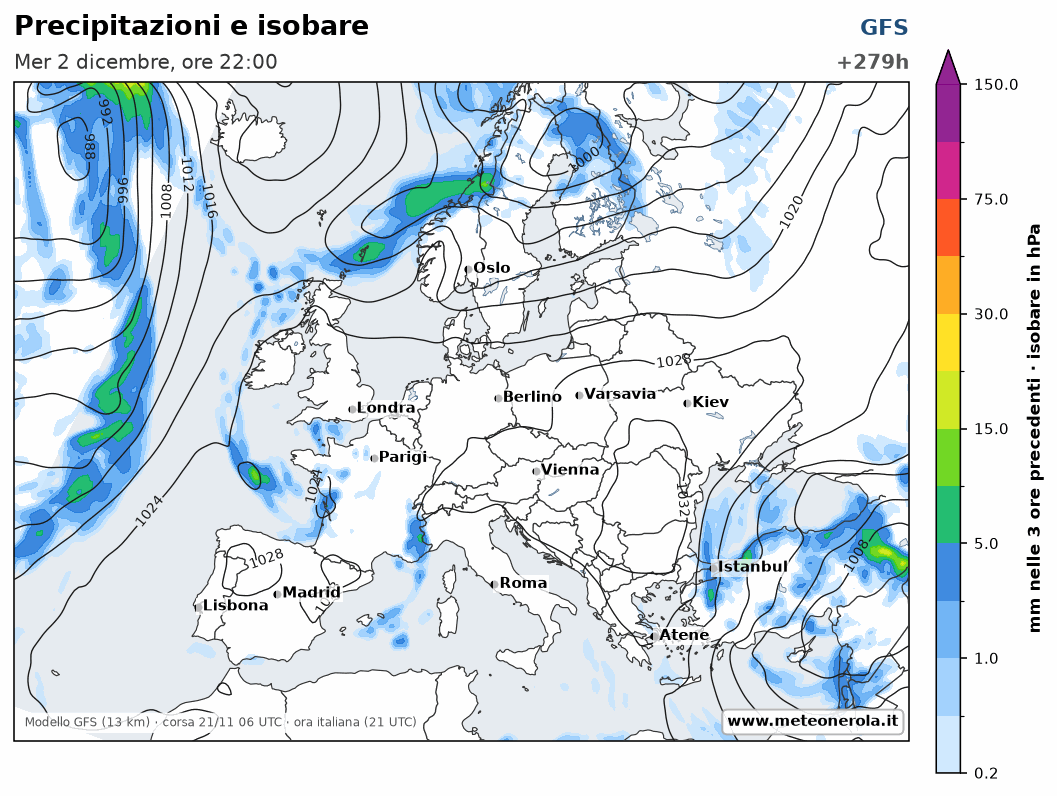 Precipitazioni e isobare
GFS
Mer 2 dicembre, ore 22:00
+279h
150.0
75.0
30.0
15.0
5.0
1.0
0.2
mm nelle 3 ore precedenti · isobare in hPa
992
988
996
1008
1012
1016
1000
1020
1028
1024
1024
1032
1028
1008
Oslo
Berlino
Varsavia
Kiev
Londra
Parigi
Vienna
Istanbul
Roma
Madrid
Lisbona
Atene
Modello GFS (13 km) · corsa 21/11 06 UTC · ora italiana (21 UTC)
www.meteonerola.it